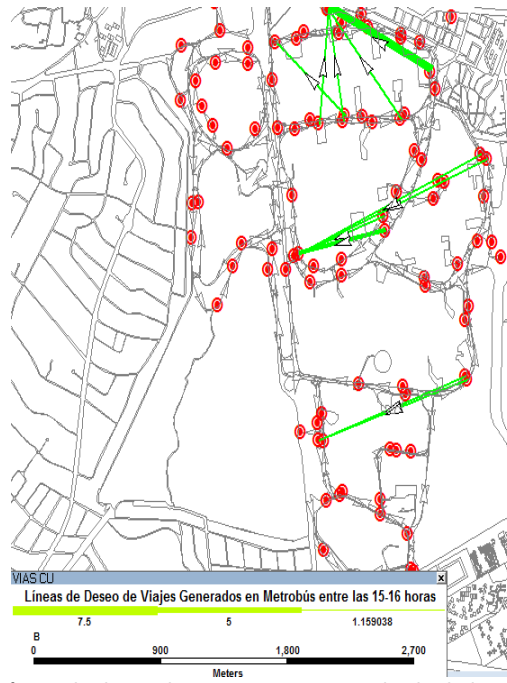 VIAS CU x
Líneas de Deseo de Viajes Generados en Metrobús entre las 15-16 horas
7.5 5 1.159038
B
0 900 1,800 2,700
Meters